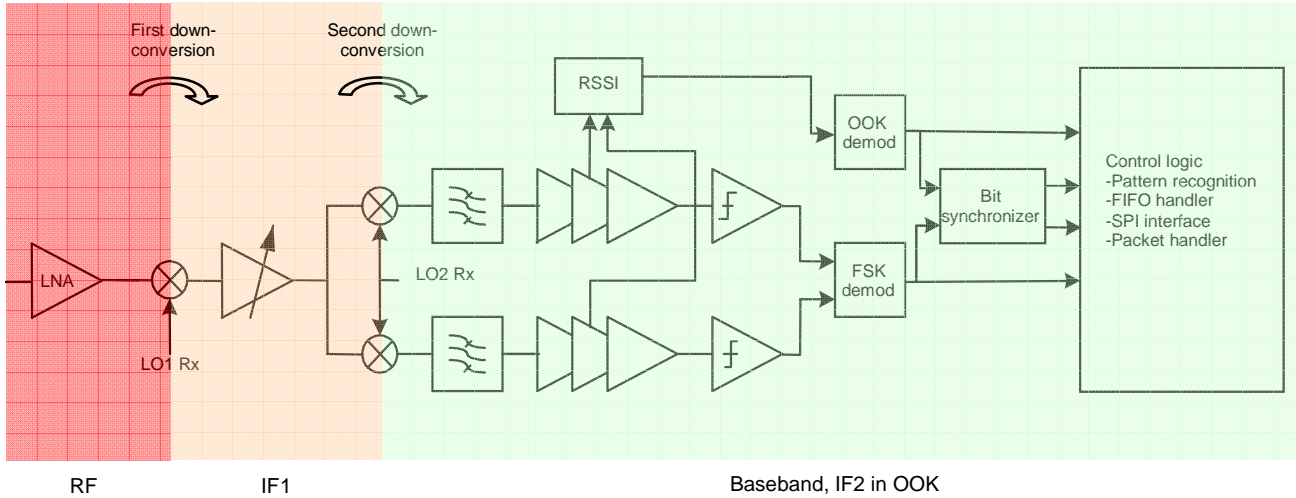 First down-
conversion
Second down-
conversion
RSSI
OOK
demod
Control logic
-Pattern recognition
-FIFO handler
-SPI interface
-Packet handler
Bit
synchronizer
LNA
LO2 Rx
FSK
demod
LO1 Rx
RF
IF1
Baseband, IF2 in OOK